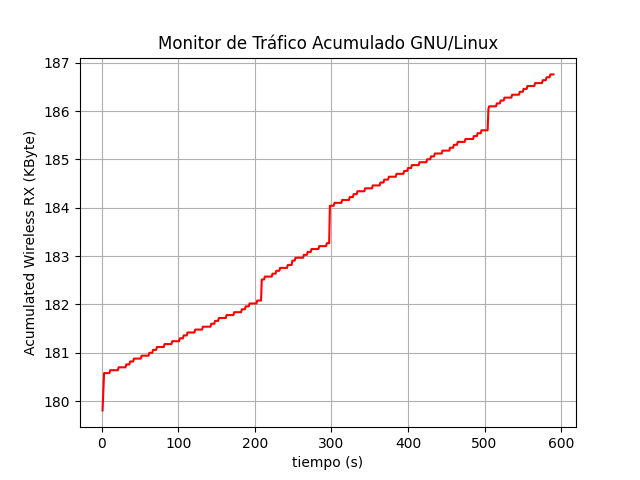 Monitor de Tráfico Acumulado GNU/Linux
Acumulated Wireless RX (KByte)
187
186
185
184
183
182
181
180
0 100 200 300 400 500 600
tiempo (s)